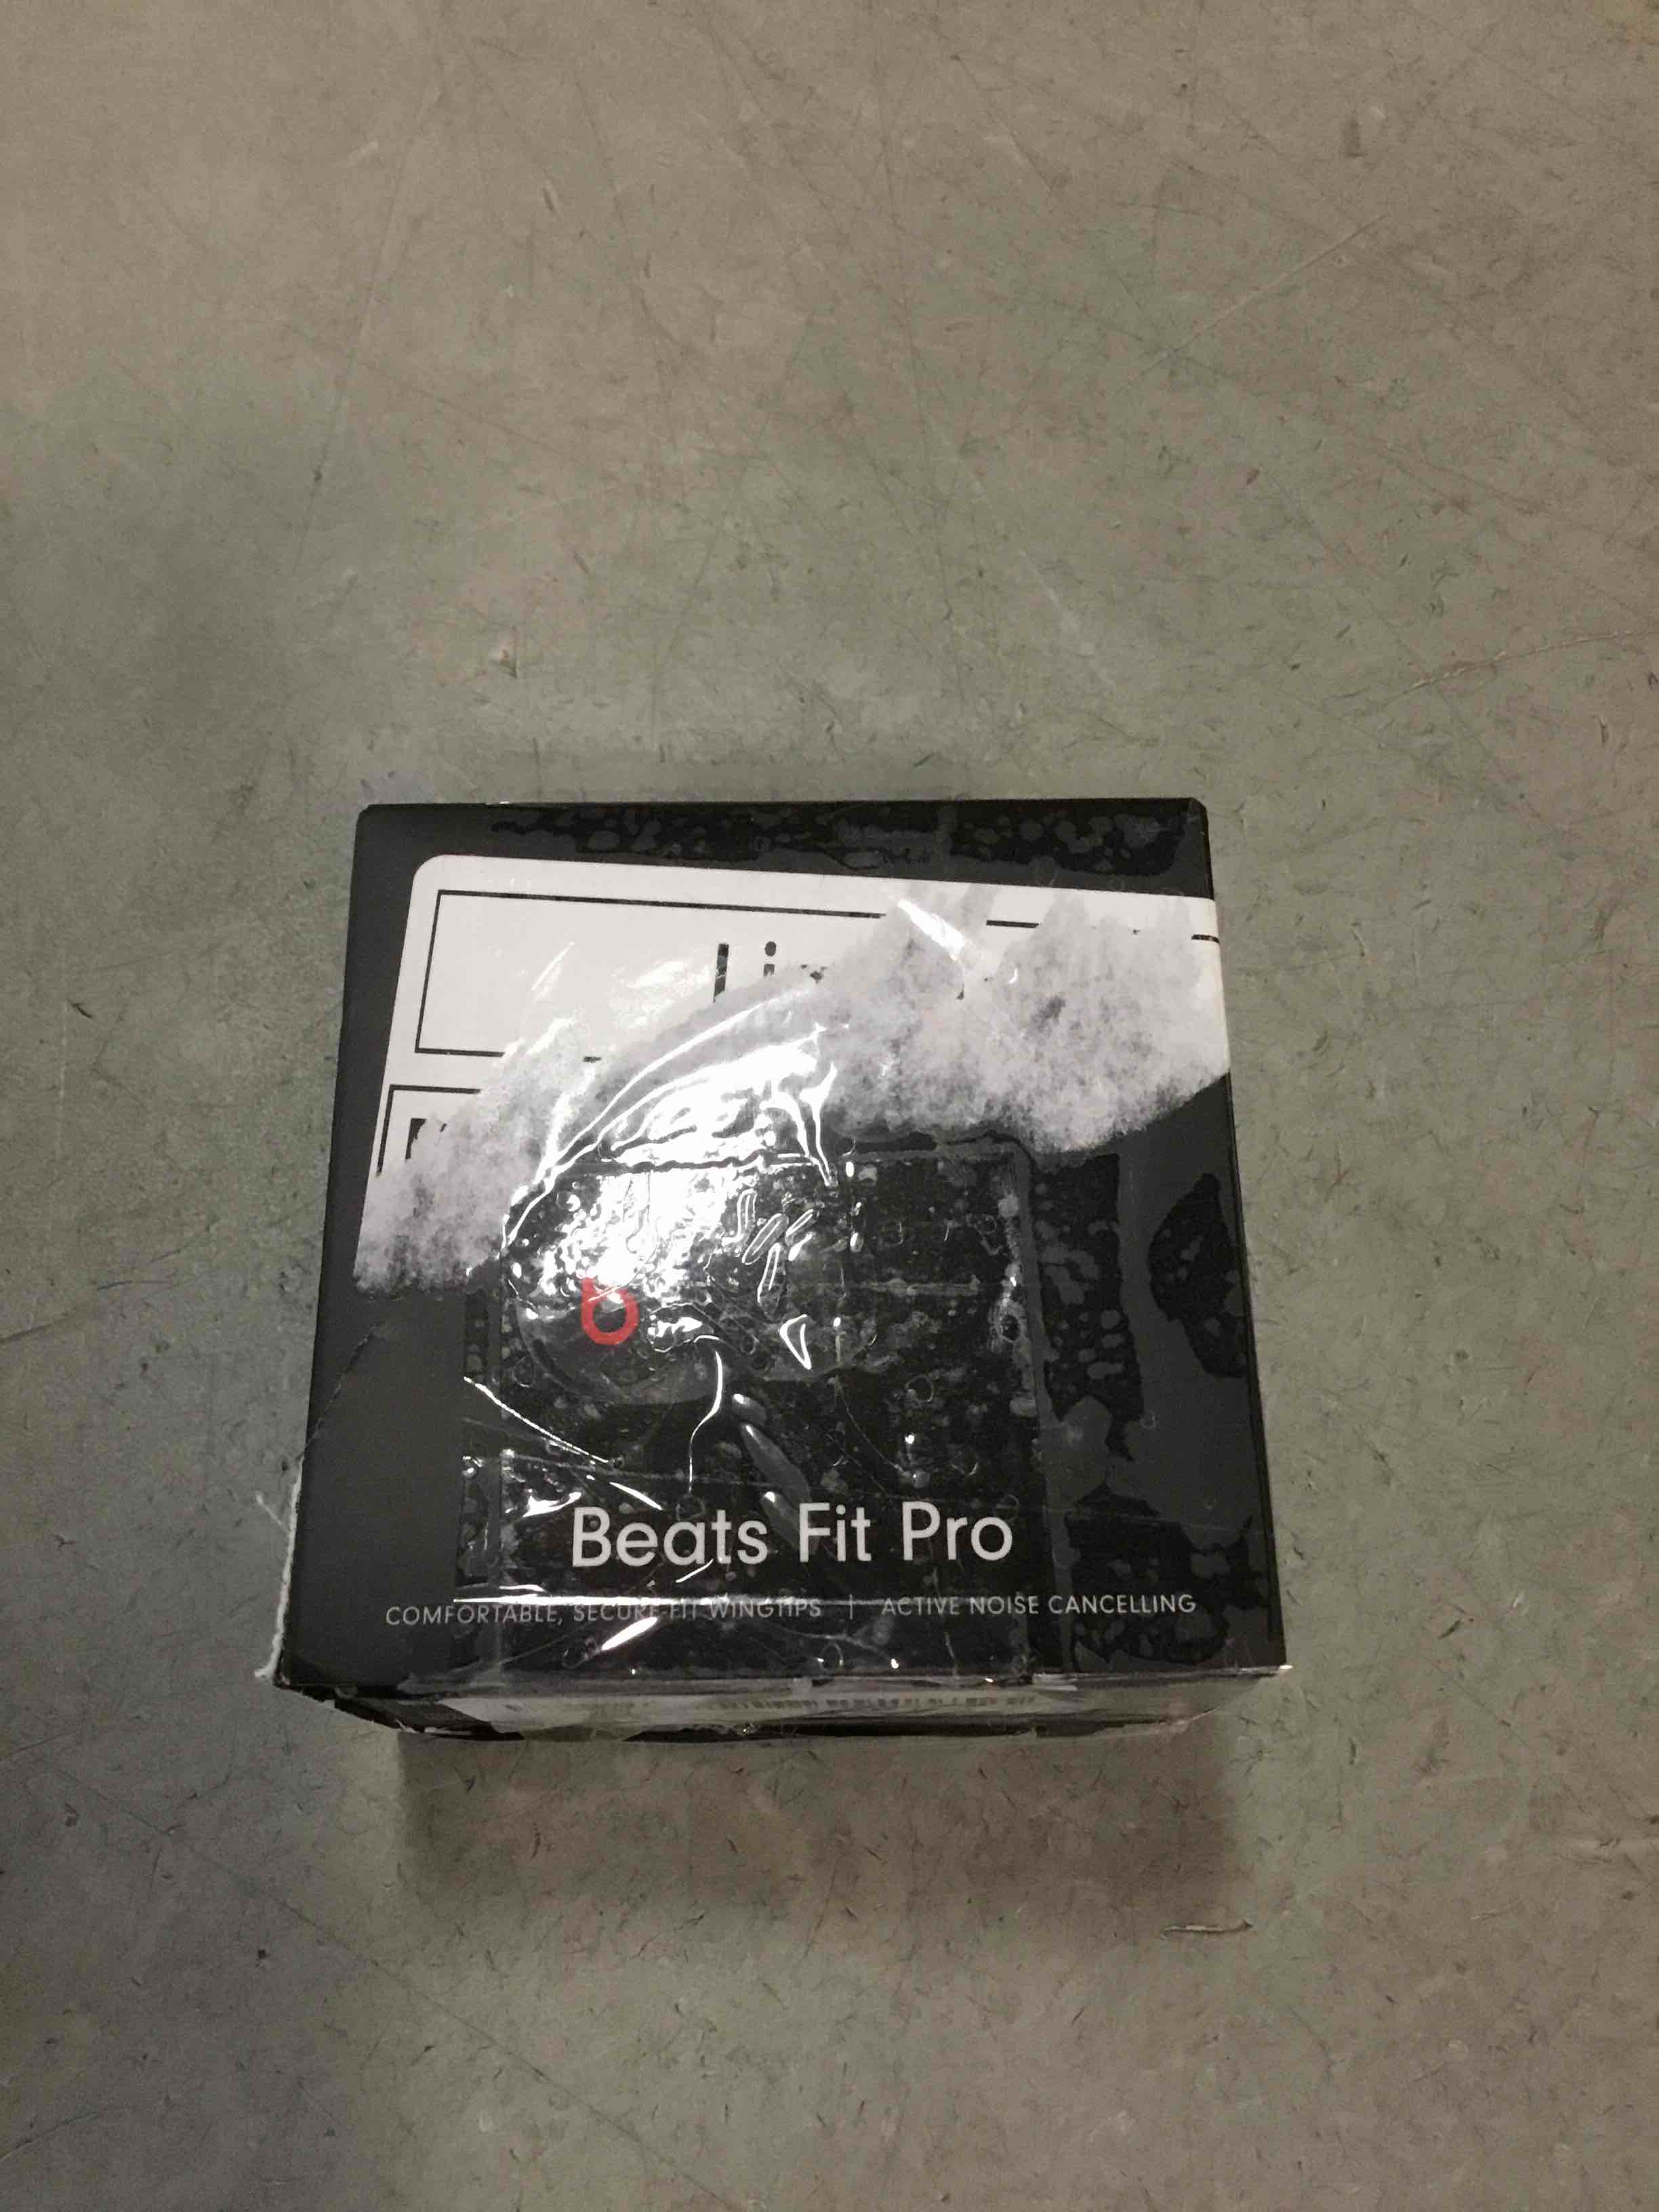 Beats Fit Pro
COMFORTABLE, SECURE-FIT WINGTIPS | ACTIVE NOISE CANCELLING